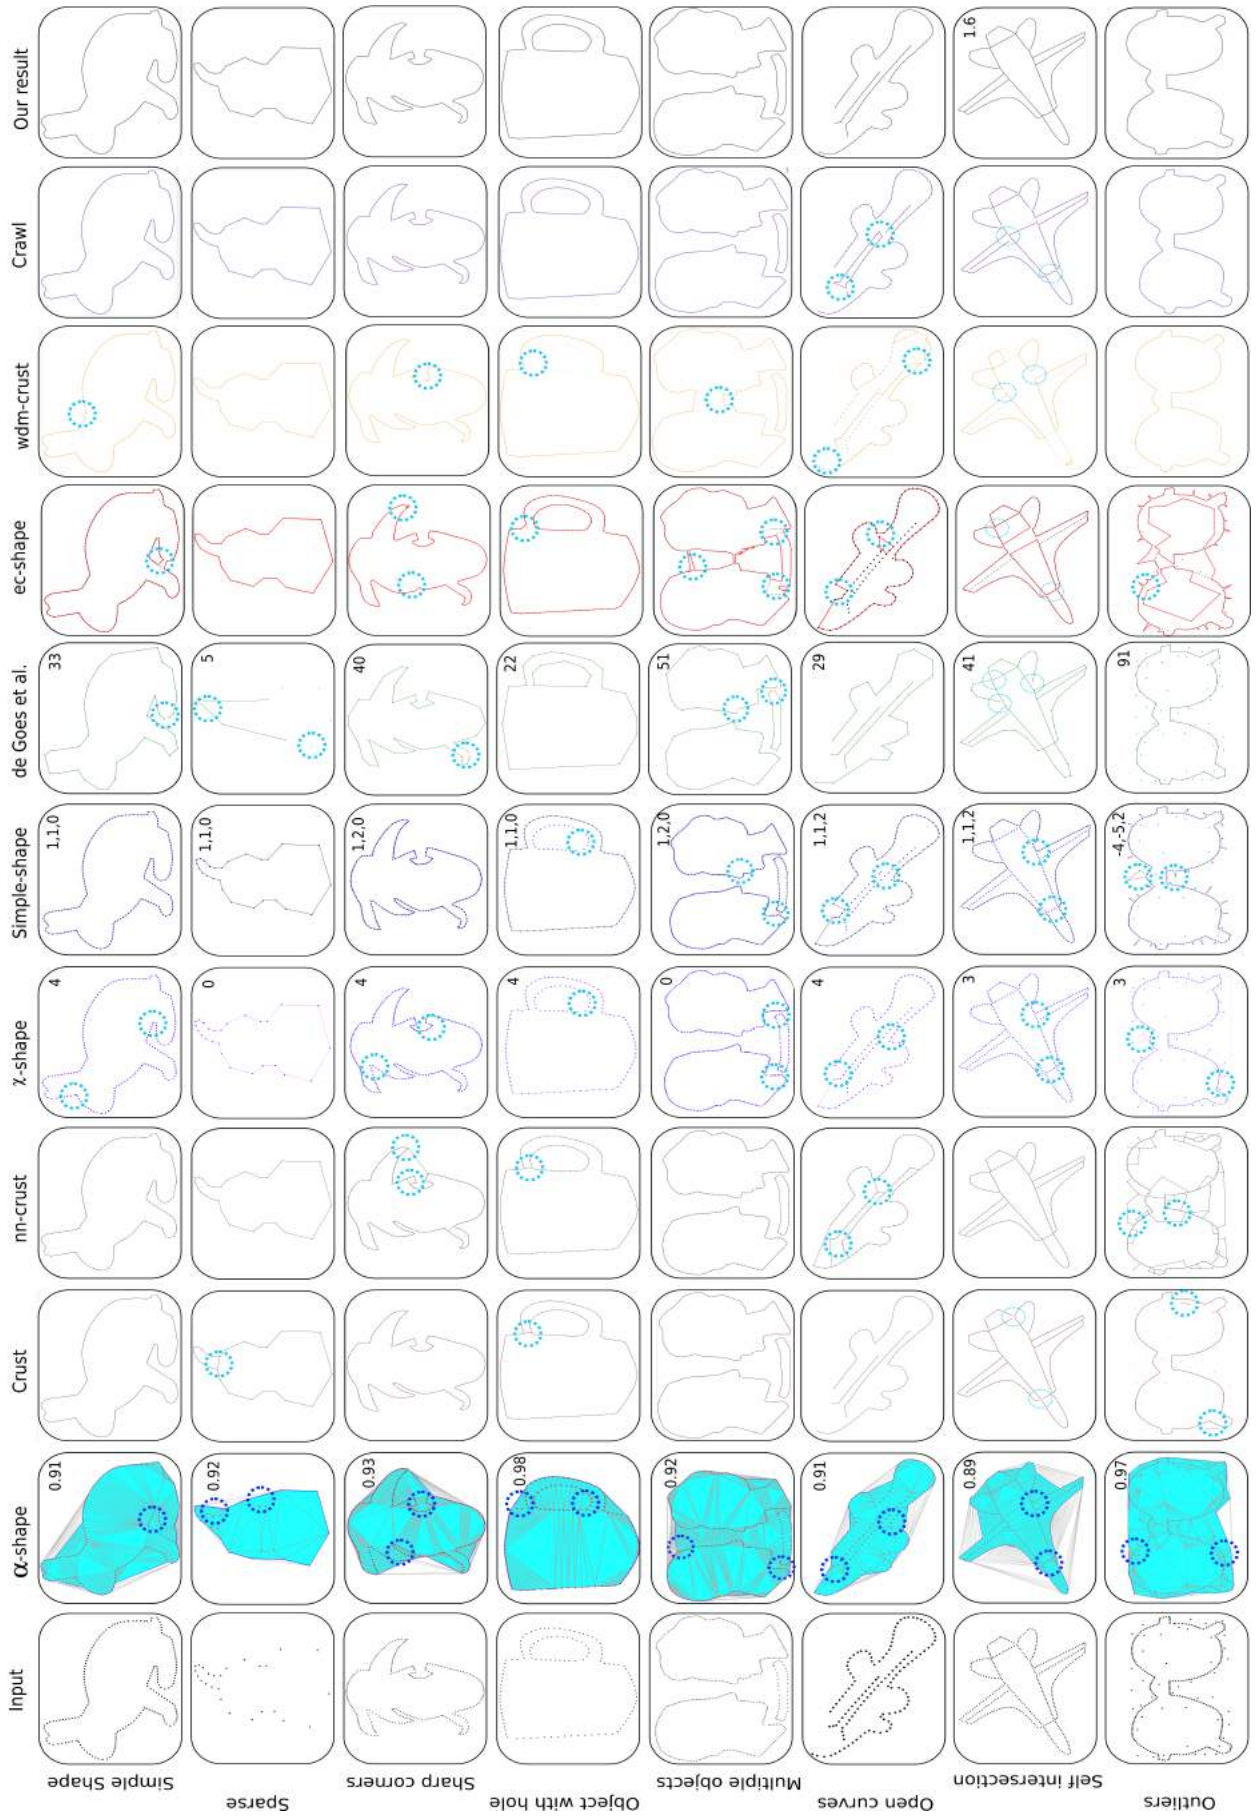 Input
α-shape
Crust
nn-crust
χ-shape
Simple-shape
de Goes et al.
ec-shape
wdm-crust
Crawl
Our result
Simple Shape
0.91
4
1,1,0
33
Sparse
0.92
0
1,1,0
5
Sharp corners
0.93
4
1,2,0
40
Object with hole
0.98
4
1,1,0
22
Multiple objects
0.92
0
1,2,0
51
Open curves
0.91
4
1,1,2
29
Self intersection
0.89
3
1,1,2
41
1.6
Outliers
0.97
3
-4,-5,2
91